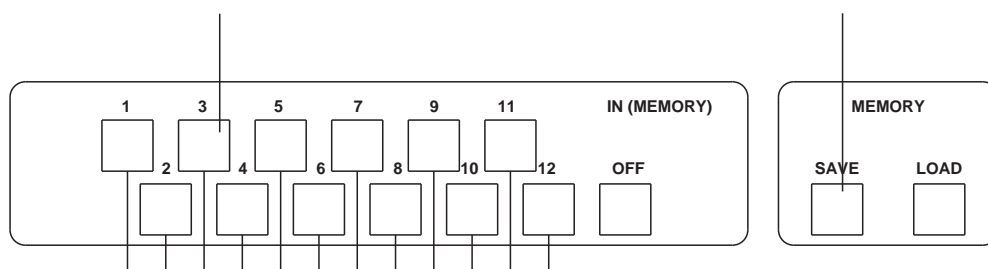 1 3 5 7 9 11 IN (MEMORY)
2 4 6 8 10 12 OFF
MEMORY
SAVE LOAD